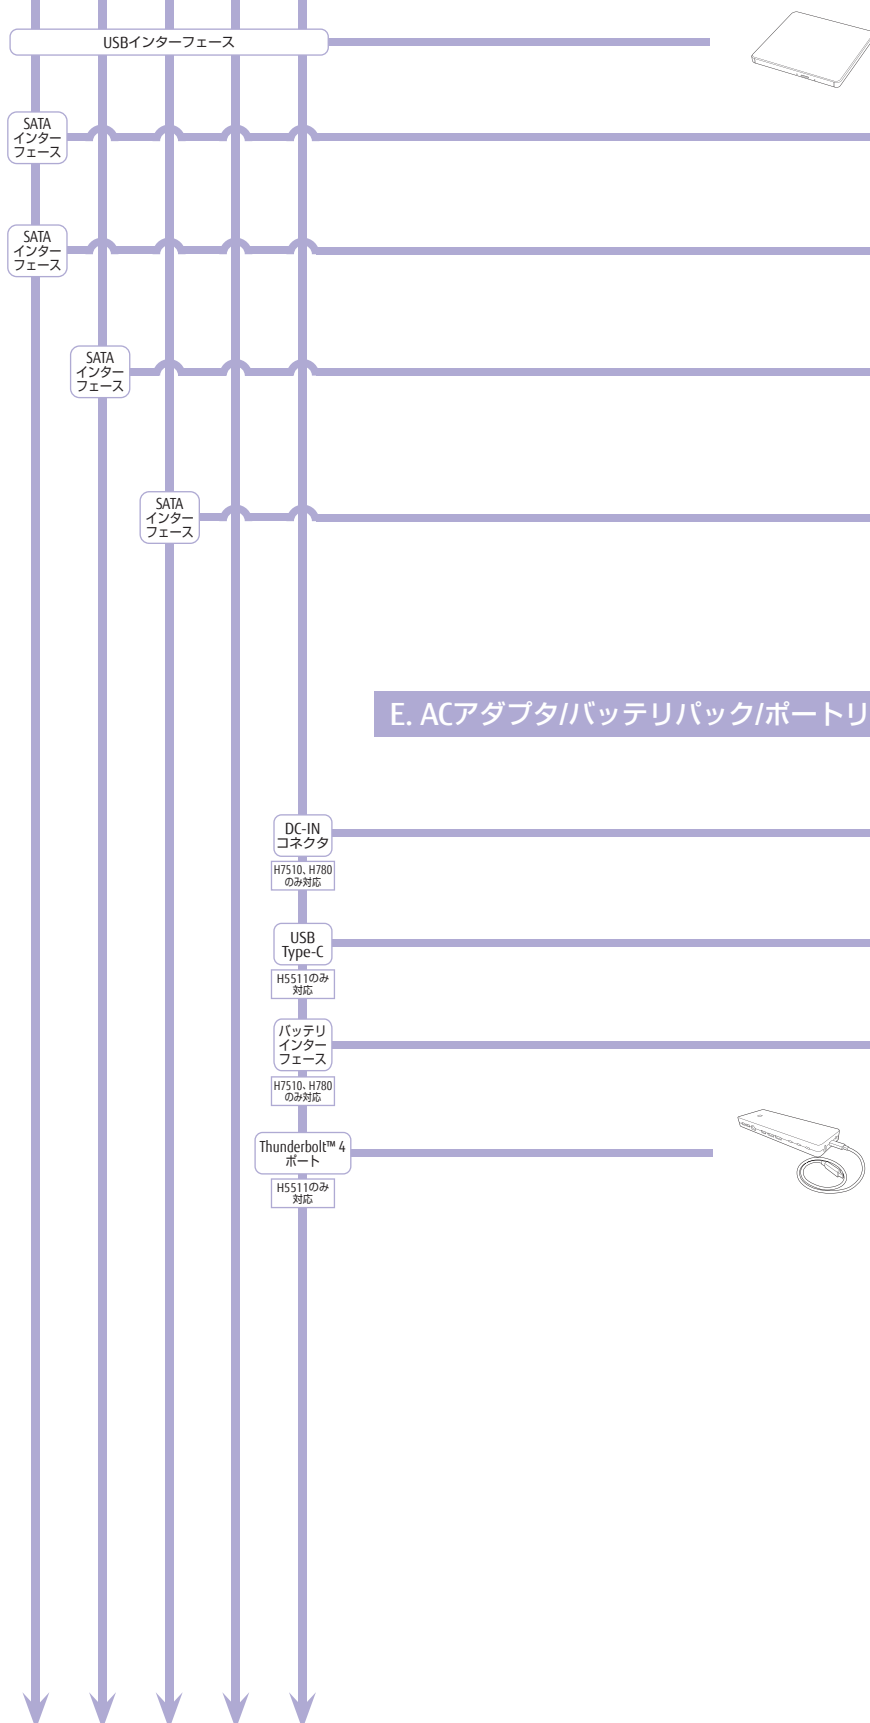 USBインターフェース
SATA
インター
フェース
SATA
インター
フェース
SATA
インター
フェース
SATA
インター
フェース
E. ACアダプタ/バッテリパック/ポートリ
DC-IN
コネクタ
H7510、H780
のみ対応
USB
Type-C
H5511のみ
対応
バッテリ
インター
フェース
H7510、H780
のみ対応
Thunderbolt™ 4
ポート
H5511のみ
対応